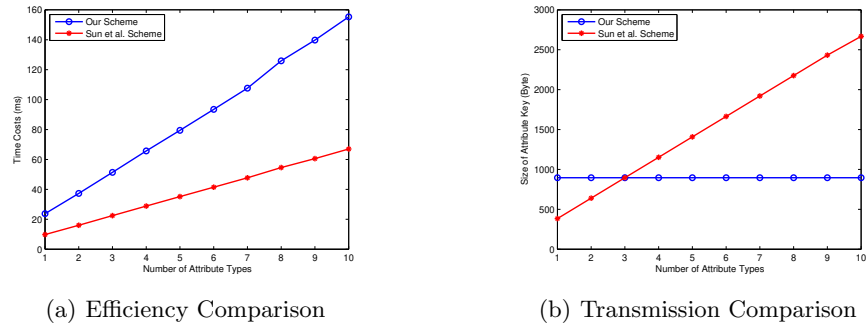 160
140
120
100
80
60
40
20
0
Time Costs (ms)
Our Scheme
Sun et al. Scheme
1 2 3 4 5 6 7 8 9 10
Number of Attribute Types
(a) Efficiency Comparison
3000
2500
2000
1500
1000
500
0
Size of Attribute Key (Byte)
Our Scheme
Sun et al. Scheme
1 2 3 4 5 6 7 8 9 10
Number of Attribute Types
(b) Transmission Comparison